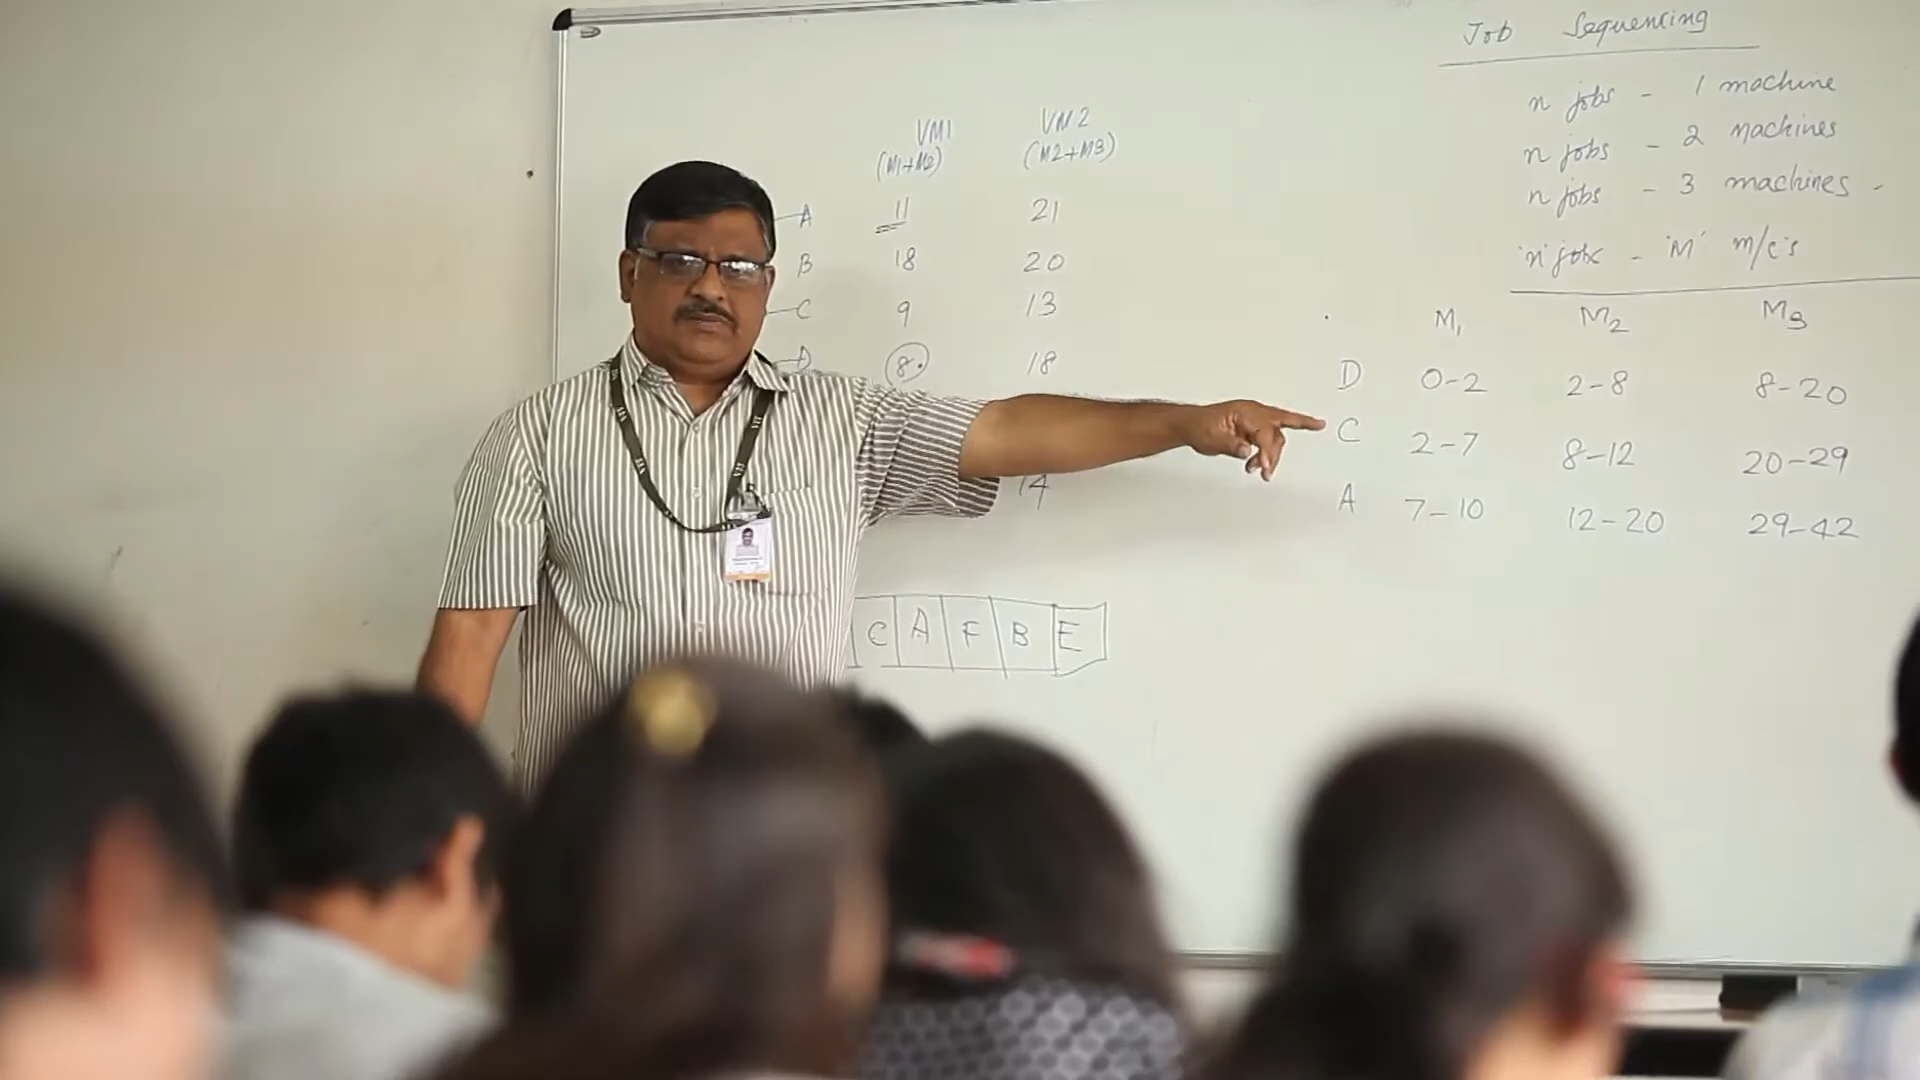 VM1 VM2
(M1+M2) (M2+M3)
A 11 21
B 18 20
C 9 13
D 8 18
14
C A F B E
Job Sequencing
n jobs - 1 machine
n jobs - 2 machines
n jobs - 3 machines -
'n' jobs - 'M' m/c's
M1 M2 M3
D 0-2 2-8 8-20
C 2-7 8-12 20-29
A 7-10 12-20 29-42